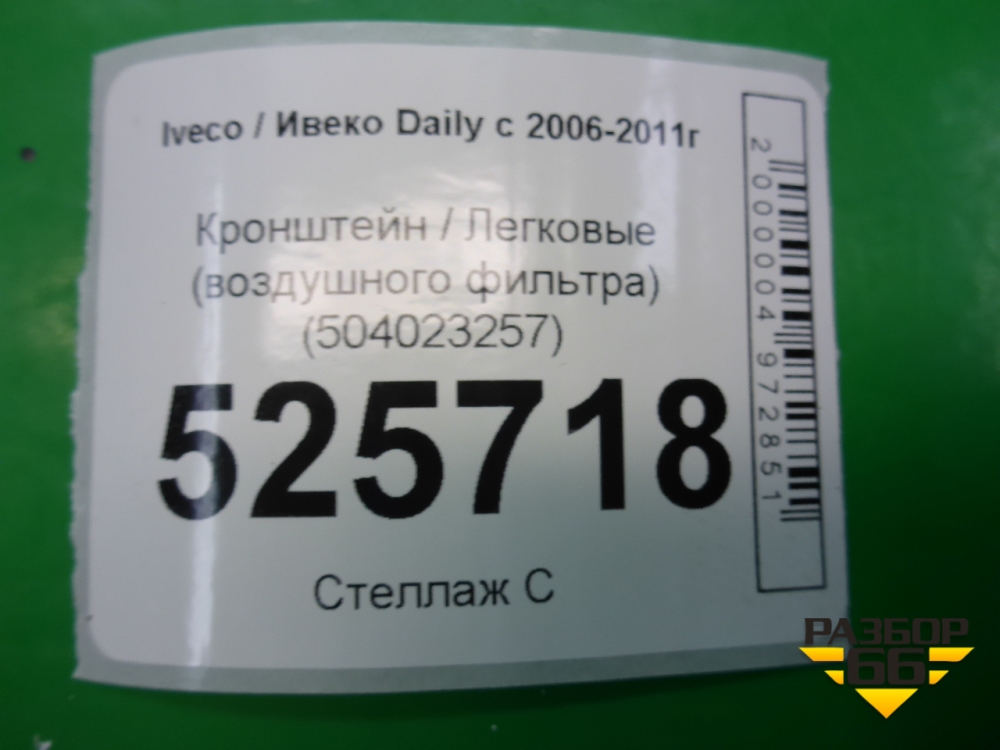 Iveco / Ивеко Daily с 2006-2011г
Кронштейн / Легковые
(воздушного фильтра)
(504023257)
525718
Стеллаж С
2000004972851
РАЗБОР
66